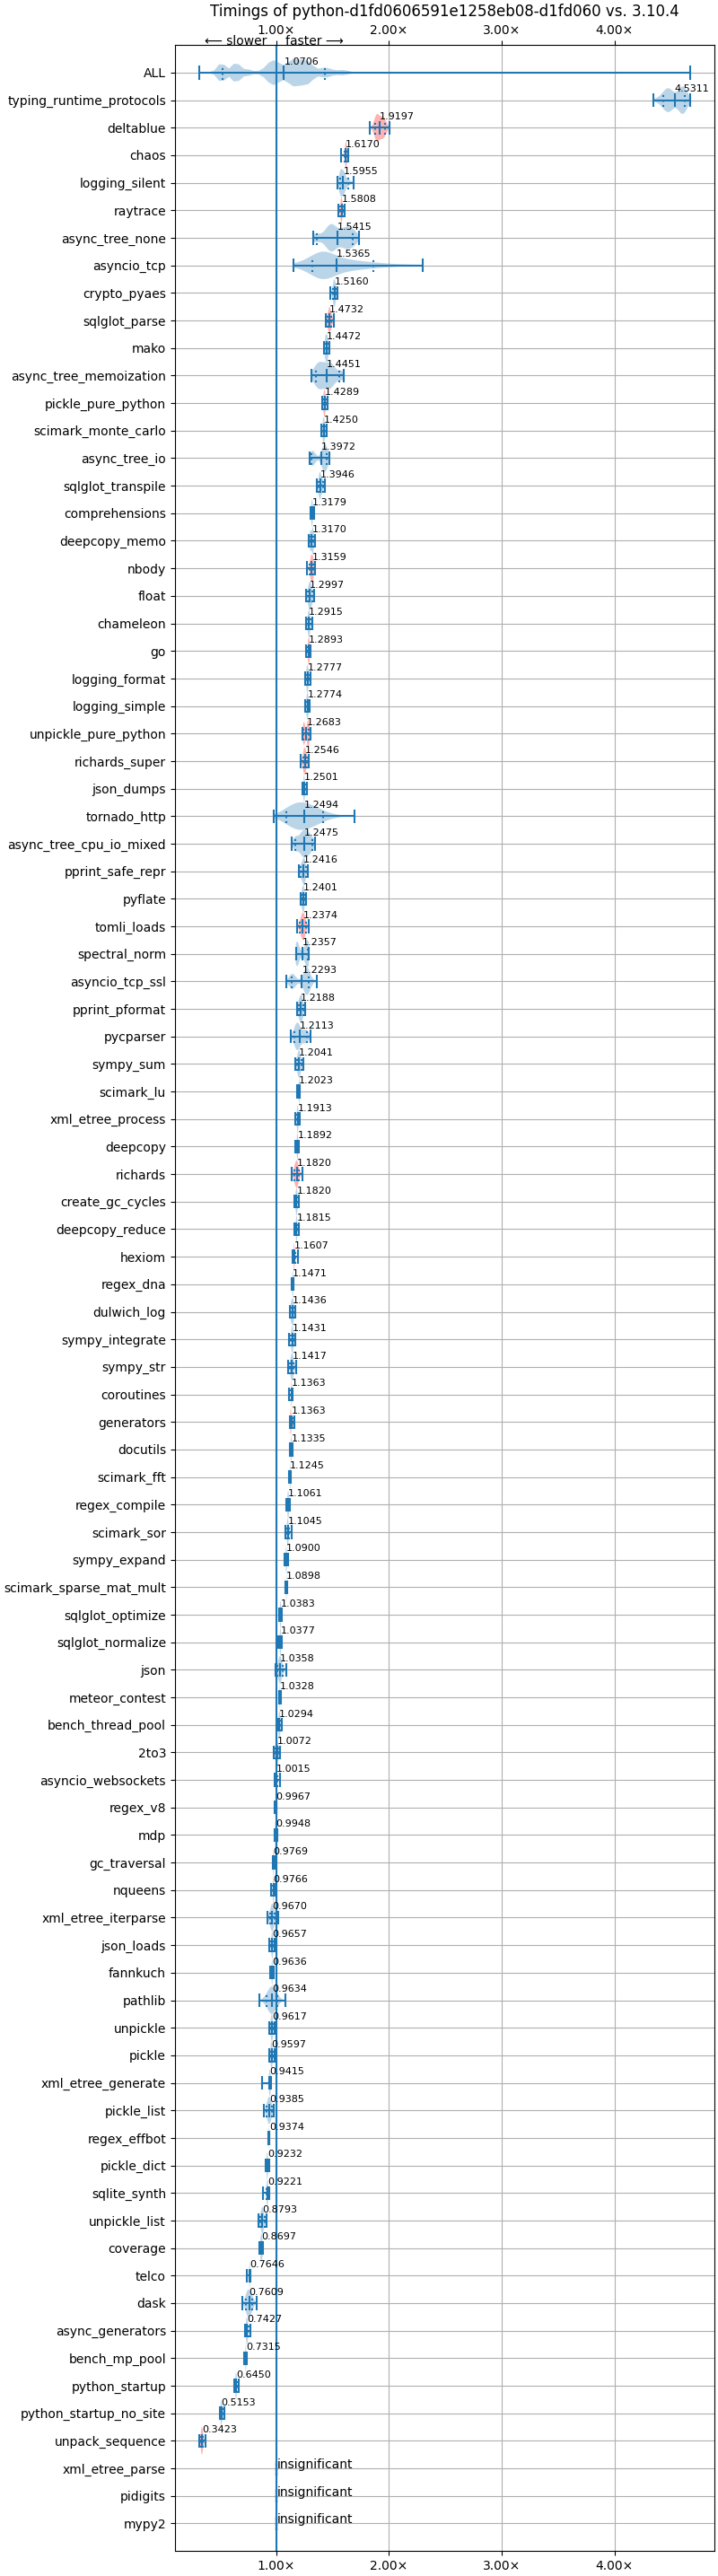 Timings of python-d1fd0606591e1258eb08-d1fd060 vs. 3.10.4
1.00× 2.00× 3.00× 4.00×
⟵ slower faster ⟶
ALL 1.0706
typing_runtime_protocols 4.5311
deltablue 1.9197
chaos 1.6170
logging_silent 1.5955
raytrace 1.5808
async_tree_none 1.5415
asyncio_tcp 1.5365
crypto_pyaes 1.5160
sqlglot_parse 1.4732
mako 1.4472
async_tree_memoization 1.4451
pickle_pure_python 1.4289
scimark_monte_carlo 1.4250
async_tree_io 1.3972
sqlglot_transpile 1.3946
comprehensions 1.3179
deepcopy_memo 1.3170
nbody 1.3159
float 1.2997
chameleon 1.2915
go 1.2893
logging_format 1.2777
logging_simple 1.2774
unpickle_pure_python 1.2683
richards_super 1.2546
json_dumps 1.2501
tornado_http 1.2494
async_tree_cpu_io_mixed 1.2475
pprint_safe_repr 1.2416
pyflate 1.2401
tomli_loads 1.2374
spectral_norm 1.2357
asyncio_tcp_ssl 1.2293
pprint_pformat 1.2188
pycparser 1.2113
sympy_sum 1.2041
scimark_lu 1.2023
xml_etree_process 1.1913
deepcopy 1.1892
richards 1.1820
create_gc_cycles 1.1820
deepcopy_reduce 1.1815
hexiom 1.1607
regex_dna 1.1471
dulwich_log 1.1436
sympy_integrate 1.1431
sympy_str 1.1417
coroutines 1.1363
generators 1.1363
docutils 1.1335
scimark_fft 1.1245
regex_compile 1.1061
scimark_sor 1.1045
sympy_expand 1.0900
scimark_sparse_mat_mult 1.0898
sqlglot_optimize 1.0383
sqlglot_normalize 1.0377
json 1.0358
meteor_contest 1.0328
bench_thread_pool 1.0294
2to3 1.0072
asyncio_websockets 1.0015
regex_v8 0.9967
mdp 0.9948
gc_traversal 0.9769
nqueens 0.9766
xml_etree_iterparse 0.9670
json_loads 0.9657
fannkuch 0.9636
pathlib 0.9634
unpickle 0.9617
pickle 0.9597
xml_etree_generate 0.9415
pickle_list 0.9385
regex_effbot 0.9374
pickle_dict 0.9232
sqlite_synth 0.9221
unpickle_list 0.8793
coverage 0.8697
telco 0.7646
dask 0.7609
async_generators 0.7427
bench_mp_pool 0.7315
python_startup 0.6450
python_startup_no_site 0.5153
unpack_sequence 0.3423
xml_etree_parse insignificant
pidigits insignificant
mypy2 insignificant
1.00× 2.00× 3.00× 4.00×